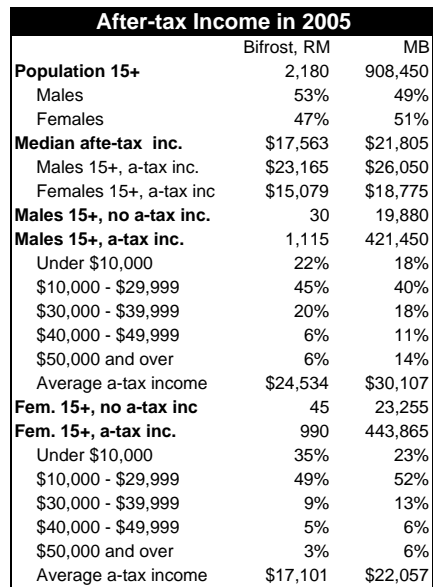 After-tax Income in 2005
Bifrost, RM MB
Population 15+ 2,180 908,450
Males 53% 49%
Females 47% 51%
Median afte-tax inc. $17,563 $21,805
Males 15+, a-tax inc. $23,165 $26,050
Females 15+, a-tax inc $15,079 $18,775
Males 15+, no a-tax inc. 30 19,880
Males 15+, a-tax inc. 1,115 421,450
Under $10,000 22% 18%
$10,000 - $29,999 45% 40%
$30,000 - $39,999 20% 18%
$40,000 - $49,999 6% 11%
$50,000 and over 6% 14%
Average a-tax income $24,534 $30,107
Fem. 15+, no a-tax inc 45 23,255
Fem. 15+, a-tax inc. 990 443,865
Under $10,000 35% 23%
$10,000 - $29,999 49% 52%
$30,000 - $39,999 9% 13%
$40,000 - $49,999 5% 6%
$50,000 and over 3% 6%
Average a-tax income $17,101 $22,057